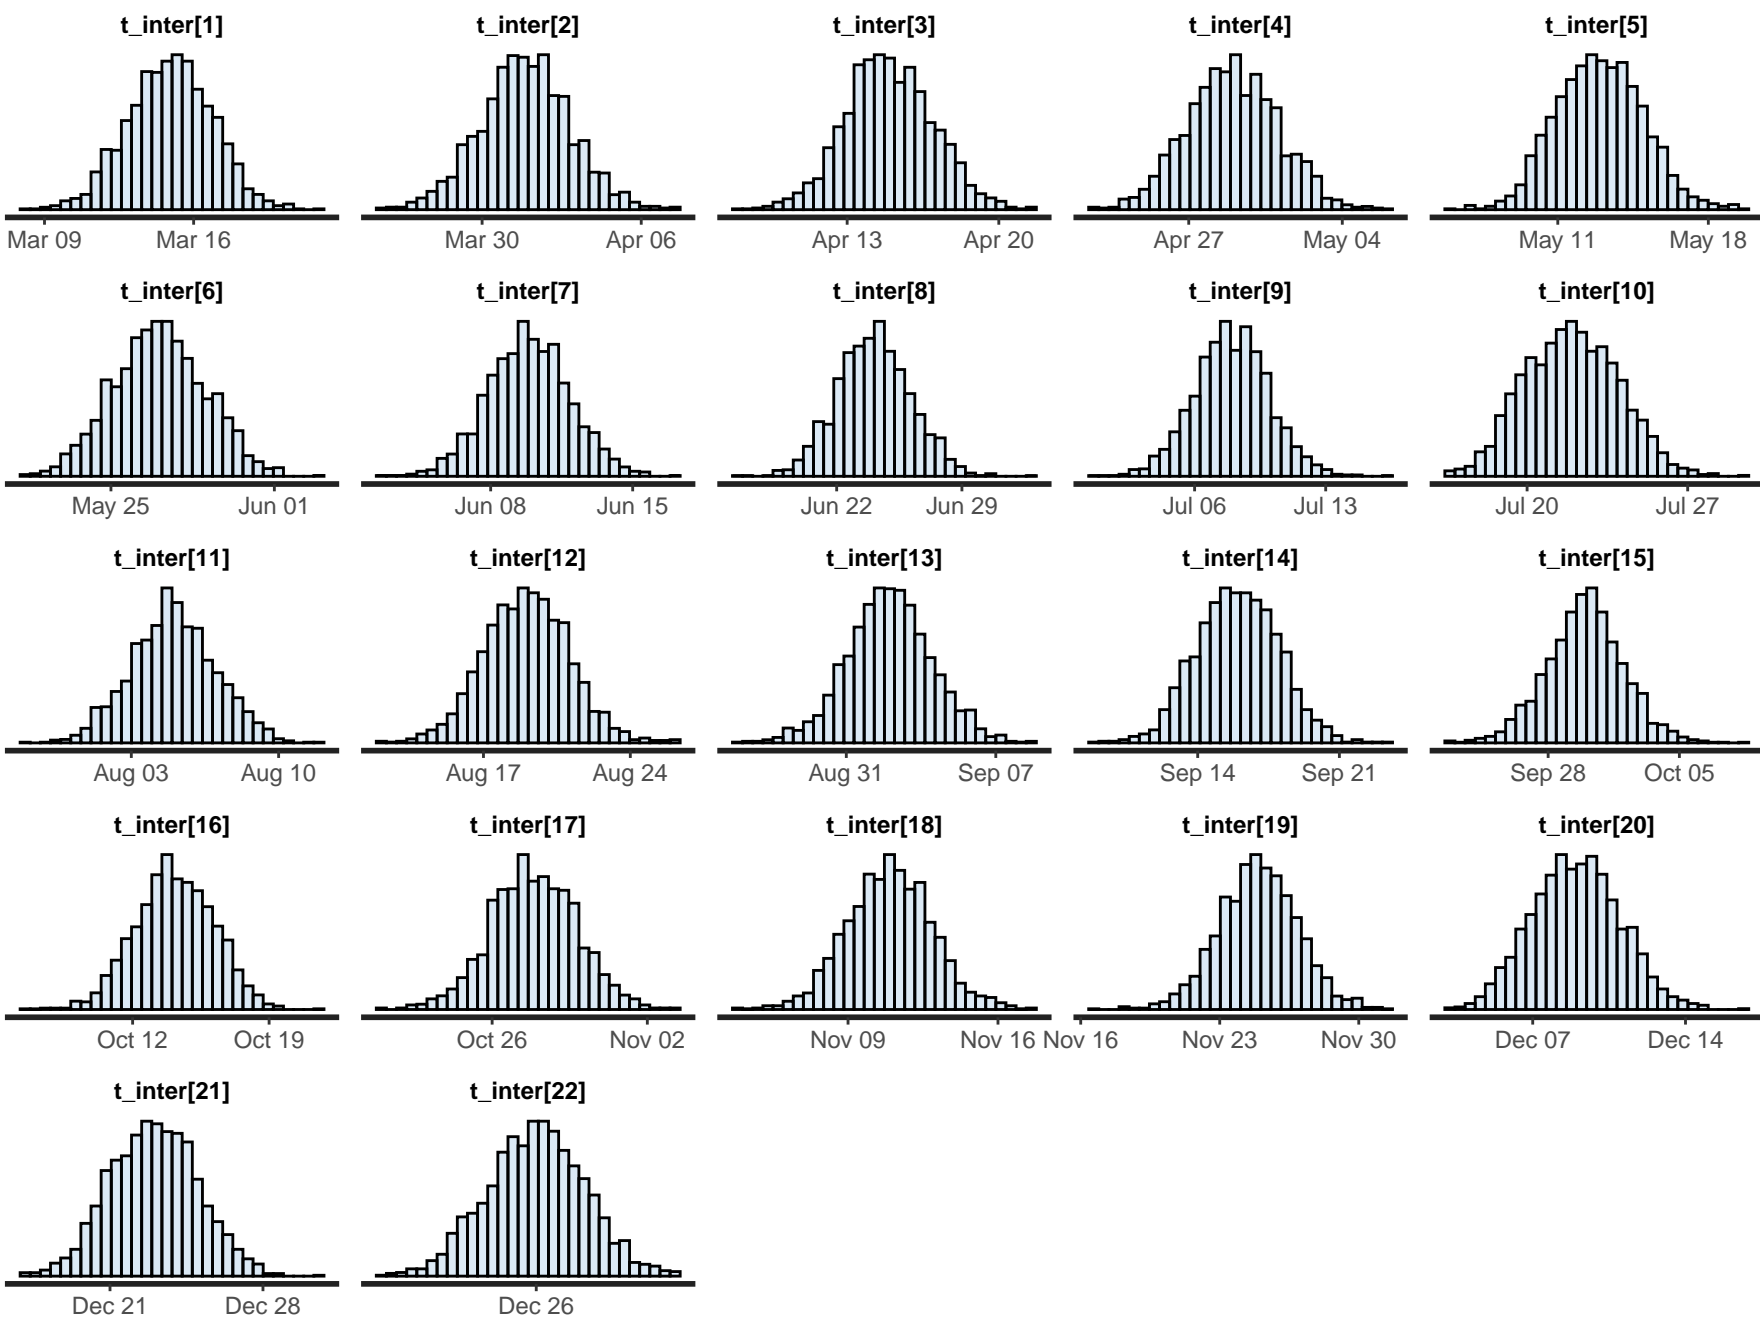 t_inter[1] t_inter[2] t_inter[3] t_inter[4] t_inter[5]
Mar 09 Mar 16 Mar 30 Apr 06 Apr 13 Apr 20 Apr 27 May 04 May 11 May 18
t_inter[6] t_inter[7] t_inter[8] t_inter[9] t_inter[10]
May 25 Jun 01 Jun 08 Jun 15 Jun 22 Jun 29 Jul 06 Jul 13 Jul 20 Jul 27
t_inter[11] t_inter[12] t_inter[13] t_inter[14] t_inter[15]
Aug 03 Aug 10 Aug 17 Aug 24 Aug 31 Sep 07 Sep 14 Sep 21 Sep 28 Oct 05
t_inter[16] t_inter[17] t_inter[18] t_inter[19] t_inter[20]
Oct 12 Oct 19 Oct 26 Nov 02 Nov 09 Nov 16 Nov 16 Nov 23 Nov 30 Dec 07 Dec 14
t_inter[21] t_inter[22]
Dec 21 Dec 28 Dec 26